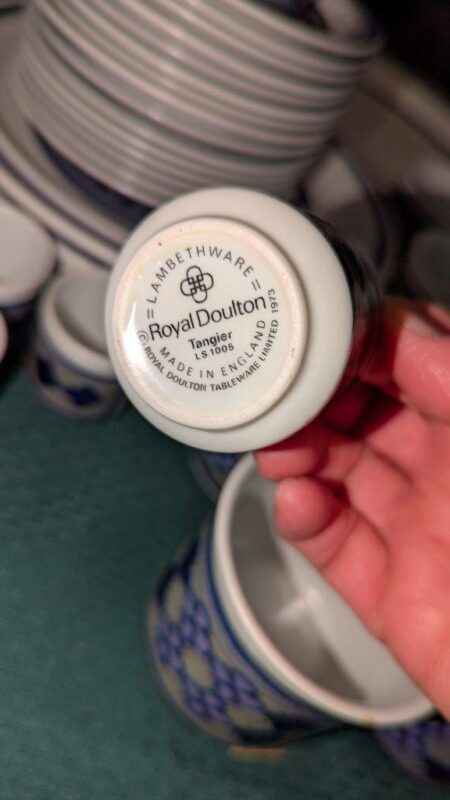 = LAMBETHWARE =
Royal Doulton
Tangier
LS 1005
MADE IN ENGLAND
© ROYAL DOULTON TABLEWARE LIMITED 1973